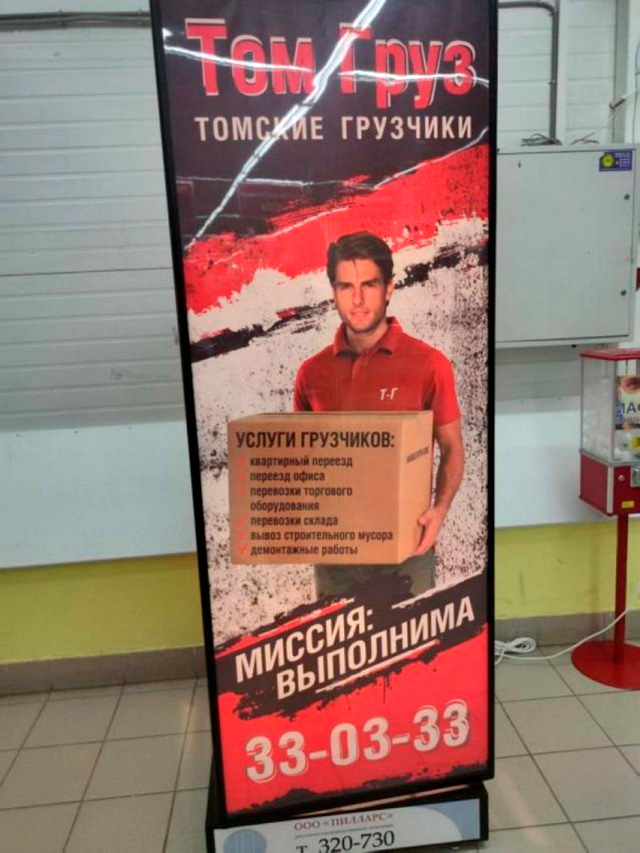 Том Груз
ТОМСКИЕ ГРУЗЧИКИ
Т-Г
УСЛУГИ ГРУЗЧИКОВ:
квартирный переезд
переезд офиса
перевозки торгового
оборудования
перевозки склада
вывоз строительного мусора
демонтажные работы
МИССИЯ:
ВЫПОЛНИМА
33-03-33
ООО «ПИЛЛАРС»
т. 320-730